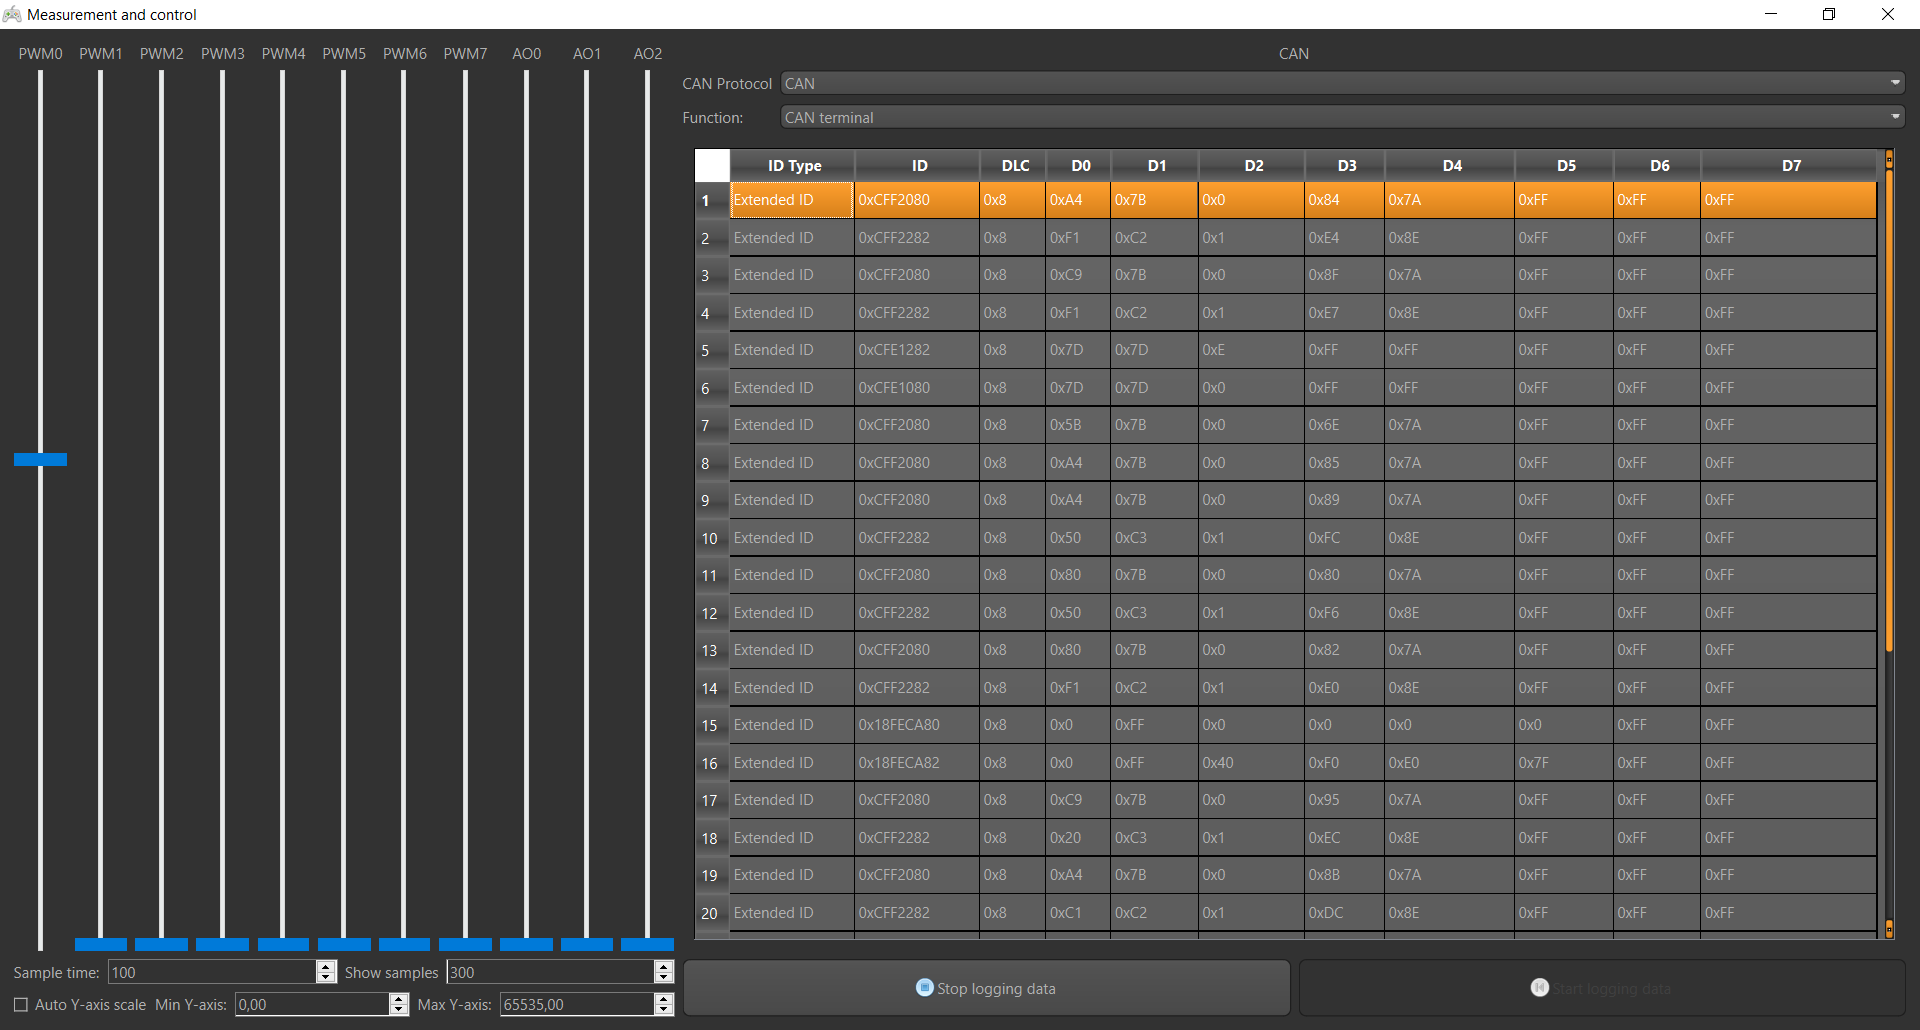 Measurement and control
PWM0 PWM1 PWM2 PWM3 PWM4 PWM5 PWM6 PWM7 AO0 AO1 AO2
CAN
CAN Protocol CAN
Function: CAN terminal
ID Type ID DLC D0 D1 D2 D3 D4 D5 D6 D7
1 Extended ID 0xCFF2080 0x8 0xA4 0x7B 0x0 0x84 0x7A 0xFF 0xFF 0xFF
2 Extended ID 0xCFF2282 0x8 0xF1 0xC2 0x1 0xE4 0x8E 0xFF 0xFF 0xFF
3 Extended ID 0xCFF2080 0x8 0xC9 0x7B 0x0 0x8F 0x7A 0xFF 0xFF 0xFF
4 Extended ID 0xCFF2282 0x8 0xF1 0xC2 0x1 0xE7 0x8E 0xFF 0xFF 0xFF
5 Extended ID 0xCFE1282 0x8 0x7D 0x7D 0xE 0xFF 0xFF 0xFF 0xFF 0xFF
6 Extended ID 0xCFE1080 0x8 0x7D 0x7D 0x0 0xFF 0xFF 0xFF 0xFF 0xFF
7 Extended ID 0xCFF2080 0x8 0x5B 0x7B 0x0 0x6E 0x7A 0xFF 0xFF 0xFF
8 Extended ID 0xCFF2080 0x8 0xA4 0x7B 0x0 0x85 0x7A 0xFF 0xFF 0xFF
9 Extended ID 0xCFF2080 0x8 0xA4 0x7B 0x0 0x89 0x7A 0xFF 0xFF 0xFF
10 Extended ID 0xCFF2282 0x8 0x50 0xC3 0x1 0xFC 0x8E 0xFF 0xFF 0xFF
11 Extended ID 0xCFF2080 0x8 0x80 0x7B 0x0 0x80 0x7A 0xFF 0xFF 0xFF
12 Extended ID 0xCFF2282 0x8 0x50 0xC3 0x1 0xF6 0x8E 0xFF 0xFF 0xFF
13 Extended ID 0xCFF2080 0x8 0x80 0x7B 0x0 0x82 0x7A 0xFF 0xFF 0xFF
14 Extended ID 0xCFF2282 0x8 0xF1 0xC2 0x1 0xE0 0x8E 0xFF 0xFF 0xFF
15 Extended ID 0x18FECA80 0x8 0x0 0xFF 0x0 0x0 0x0 0x0 0xFF 0xFF
16 Extended ID 0x18FECA82 0x8 0x0 0xFF 0x40 0xF0 0xE0 0x7F 0xFF 0xFF
17 Extended ID 0xCFF2080 0x8 0xC9 0x7B 0x0 0x95 0x7A 0xFF 0xFF 0xFF
18 Extended ID 0xCFF2282 0x8 0x20 0xC3 0x1 0xEC 0x8E 0xFF 0xFF 0xFF
19 Extended ID 0xCFF2080 0x8 0xA4 0x7B 0x0 0x8B 0x7A 0xFF 0xFF 0xFF
20 Extended ID 0xCFF2282 0x8 0xC1 0xC2 0x1 0xDC 0x8E 0xFF 0xFF 0xFF
Sample time: 100 Show samples 300
Auto Y-axis scale Min Y-axis: 0,00 Max Y-axis: 65535,00
Stop logging data
Start logging data